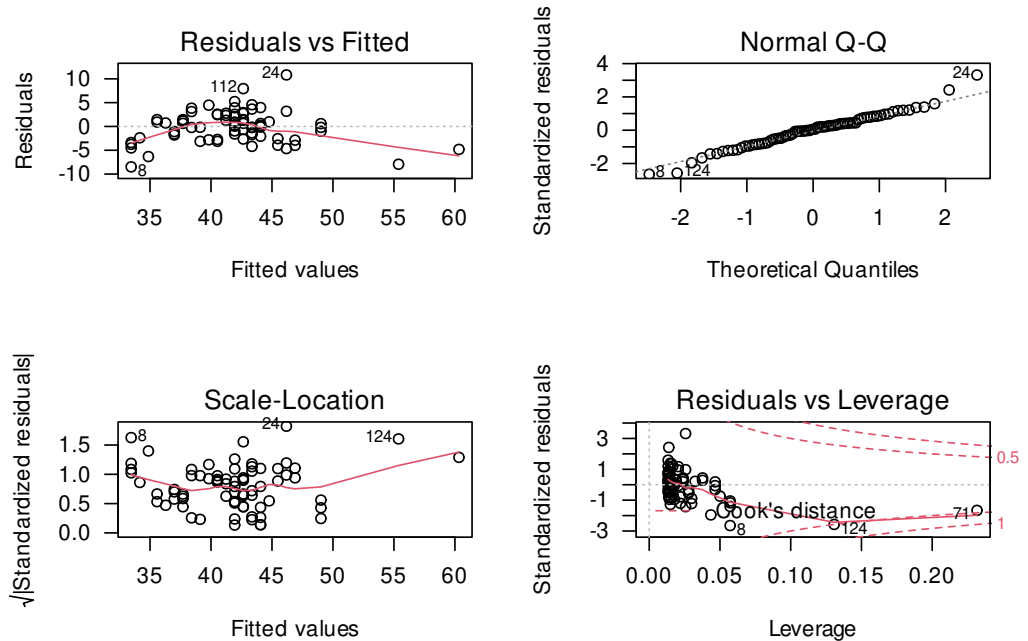 Residuals vs Fitted
Residuals
10
5
0
-5
-10
24
112
8
35 40 45 50 55 60
Fitted values
Normal Q-Q
Standardized residuals
4
2
0
-2
24
8
124
-2 -1 0 1 2
Theoretical Quantiles
Scale-Location
√|Standardized residuals|
1.5
1.0
0.5
0.0
8
24
124
35 40 45 50 55 60
Fitted values
Residuals vs Leverage
Standardized residuals
3
1
-1
-3
0.5
1
Cook's distance
71
8
124
0.00 0.05 0.10 0.15 0.20
Leverage